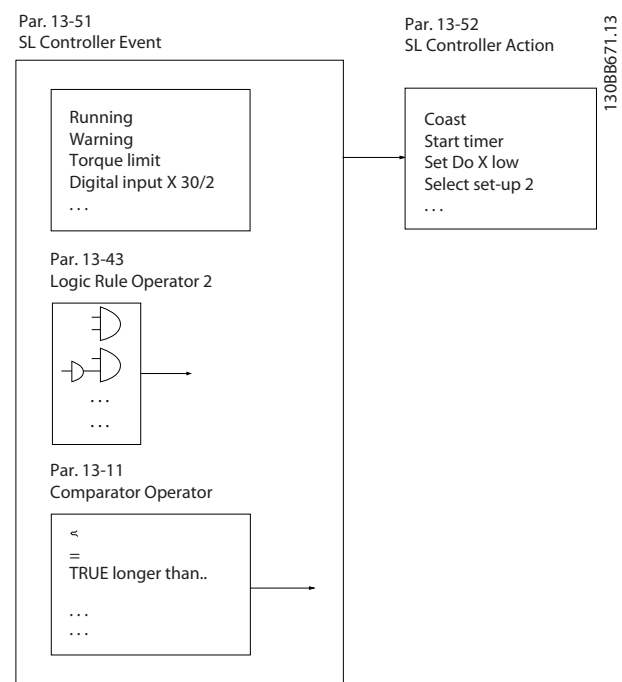 Par. 13-51
SL Controller Event
Par. 13-52
SL Controller Action
130BB671.13
Running
Warning
Torque limit
Digital input X 30/2
. . .
Coast
Start timer
Set Do X low
Select set-up 2
. . .
Par. 13-43
Logic Rule Operator 2
. . .
. . .
Par. 13-11
Comparator Operator
=
TRUE longer than..
. . .
. . .